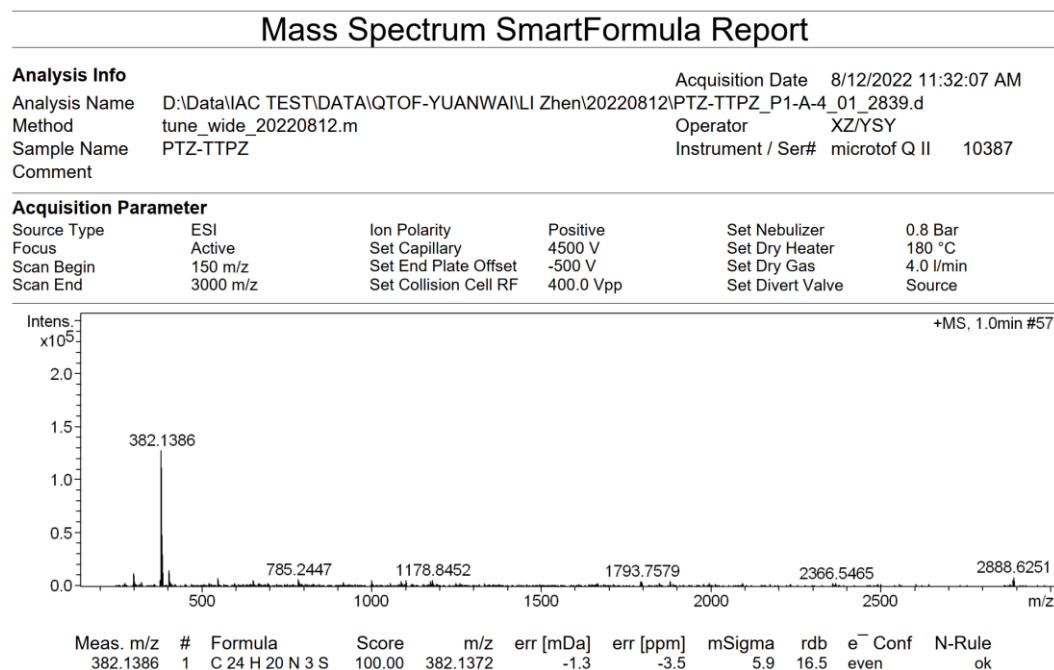 Mass Spectrum SmartFormula Report
Analysis Info
Acquisition Date 8/12/2022 11:32:07 AM
Analysis Name D:\Data\IAC TEST\DATA\QTOF-YUANWAI\LI Zhen\20220812\PTZ-TTPZ_P1-A-4_01_2839.d
Method tune_wide_20220812.m Operator XZ/YSY
Sample Name PTZ-TTPZ Instrument / Ser# microtof Q II 10387
Comment
Acquisition Parameter
Source Type ESI Ion Polarity Positive Set Nebulizer 0.8 Bar
Focus Active Set Capillary 4500 V Set Dry Heater 180 °C
Scan Begin 150 m/z Set End Plate Offset -500 V Set Dry Gas 4.0 l/min
Scan End 3000 m/z Set Collision Cell RF 400.0 Vpp Set Divert Valve Source
Intens. +MS, 1.0min #57
x10⁵
2.0
1.5
382.1386
1.0
0.5
785.2447 1178.8452 1793.7579 2366.5465 2888.6251
0.0
500 1000 1500 2000 2500 m/z
Meas. m/z # Formula Score m/z err [mDa] err [ppm] mSigma rdb e⁻ Conf N-Rule
382.1386 1 C 24 H 20 N 3 S 100.00 382.1372 -1.3 -3.5 5.9 16.5 even ok